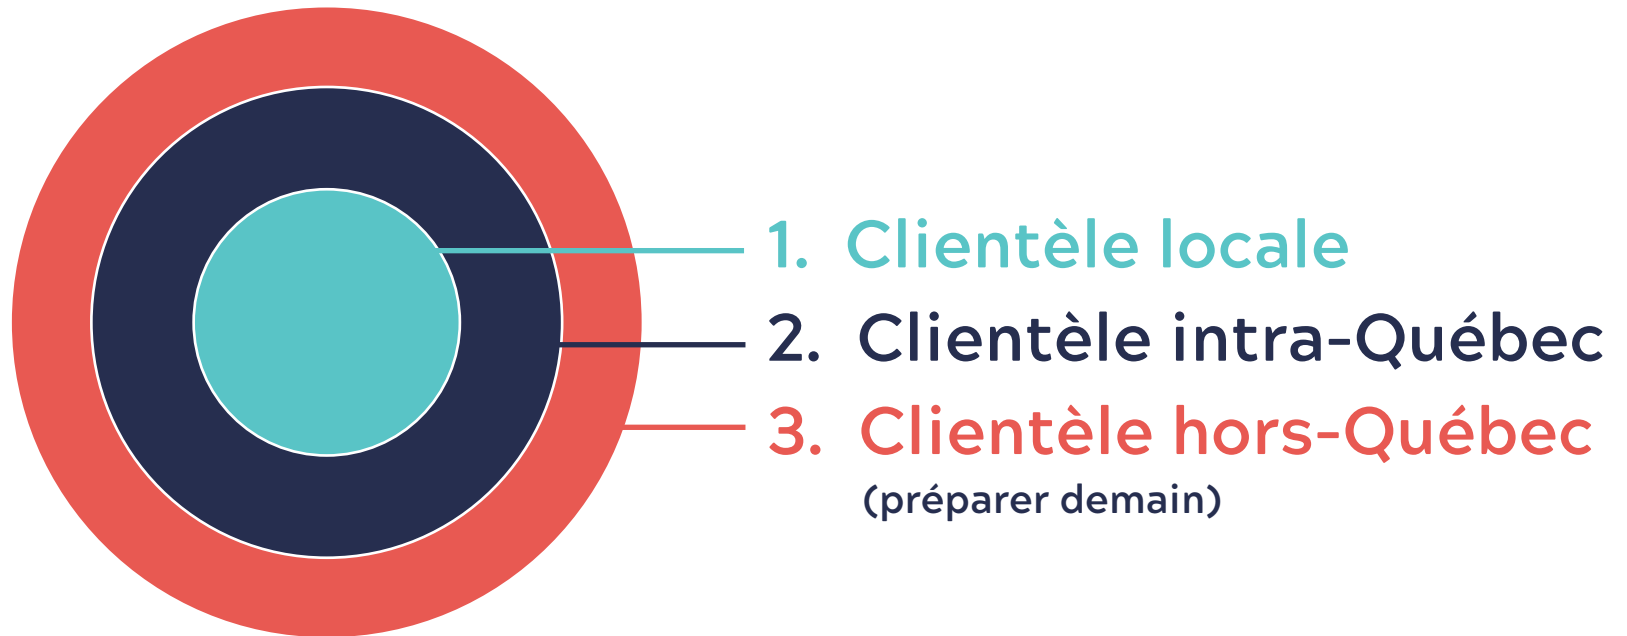 1. Clientèle locale
2. Clientèle intra-Québec
3. Clientèle hors-Québec
(préparer demain)